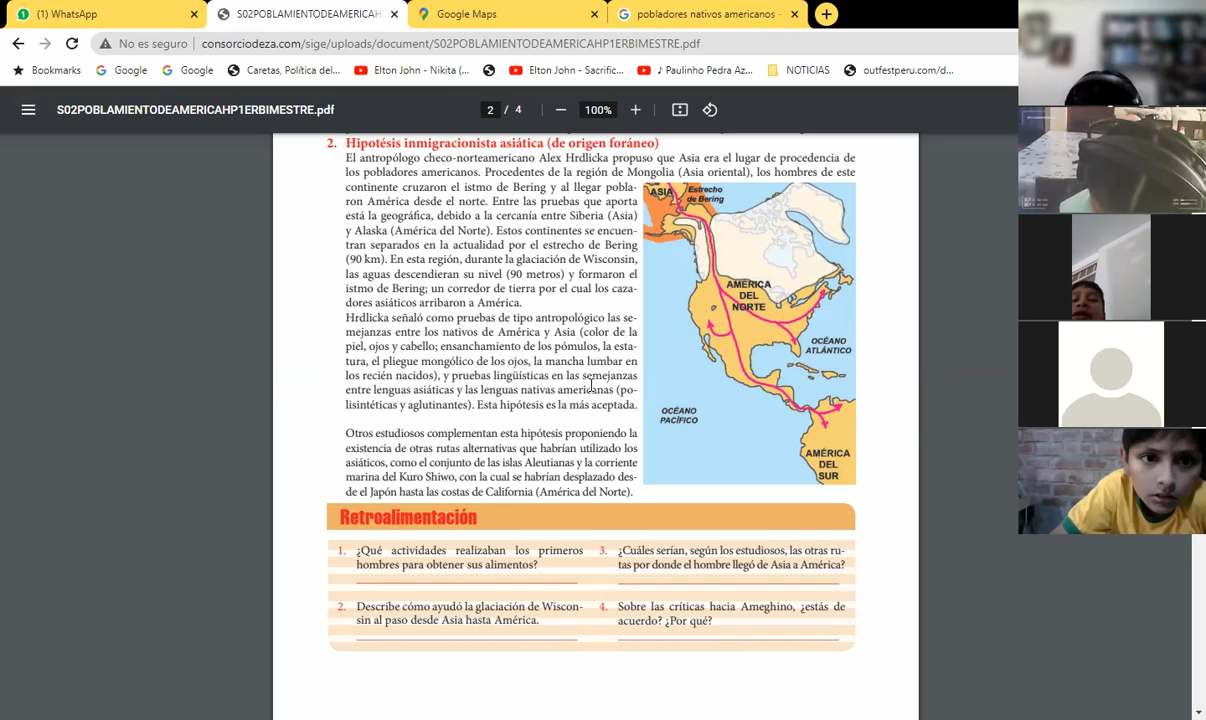 (1) WhatsApp
S02POBLAMIENTODEAMERICAH
Google Maps
pobladores nativos americanos -
No es seguro
consorciodeza.com/sige/uploads/document/S02POBLAMIENTODEAMERICAHP1ERBIMESTRE.pdf
Bookmarks
Google
Google
Caretas, Política del...
Elton John - Nikita (...
Elton John - Sacrific...
♪ Paulinho Pedra Az...
NOTICIAS
outfestperu.com/d...
S02POBLAMIENTODEAMERICAHP1ERBIMESTRE.pdf
2 / 4
100%
2. Hipotésis inmigracionista asiática (de origen foráneo)
El antropólogo checo-norteamericano Alex Hrdlicka propuso que Asia era el lugar de procedencia de
los pobladores americanos. Procedentes de la región de Mongolia (Asia oriental), los hombres de este
continente cruzaron el istmo de Bering y al llegar pobla-
ron América desde el norte. Entre las pruebas que aporta
está la geográfica, debido a la cercanía entre Siberia (Asia)
y Alaska (América del Norte). Estos continentes se encuen-
tran separados en la actualidad por el estrecho de Bering
(90 km). En esta región, durante la glaciación de Wisconsin,
las aguas descendieran su nivel (90 metros) y formaron el
istmo de Bering; un corredor de tierra por el cual los caza-
dores asiáticos arribaron a América.
Hrdlicka señaló como pruebas de tipo antropológico las se-
mejanzas entre los nativos de América y Asia (color de la
piel, ojos y cabello; ensanchamiento de los pómulos, la esta-
tura, el pliegue mongólico de los ojos, la mancha lumbar en
los recién nacidos), y pruebas lingüísticas en las semejanzas
entre lenguas asiáticas y las lenguas nativas americanas (po-
lisintéticas y aglutinantes). Esta hipótesis es la más aceptada.
Otros estudiosos complementan esta hipótesis proponiendo la
existencia de otras rutas alternativas que habrían utilizado los
asiáticos, como el conjunto de las islas Aleutianas y la corriente
marina del Kuro Shiwo, con la cual se habrían desplazado des-
de el Japón hasta las costas de California (América del Norte).
ASIA
Estrecho
de Bering
AMÉRICA
DEL
NORTE
OCÉANO
ATLÁNTICO
OCÉANO
PACÍFICO
AMÉRICA
DEL
SUR
Retroalimentación
1. ¿Qué actividades realizaban los primeros
hombres para obtener sus alimentos?
2. Describe cómo ayudó la glaciación de Wiscon-
sin al paso desde Asia hasta América.
3. ¿Cuáles serían, según los estudiosos, las otras ru-
tas por donde el hombre llegó de Asia a América?
4. Sobre las críticas hacia Ameghino, ¿estás de
acuerdo? ¿Por qué?